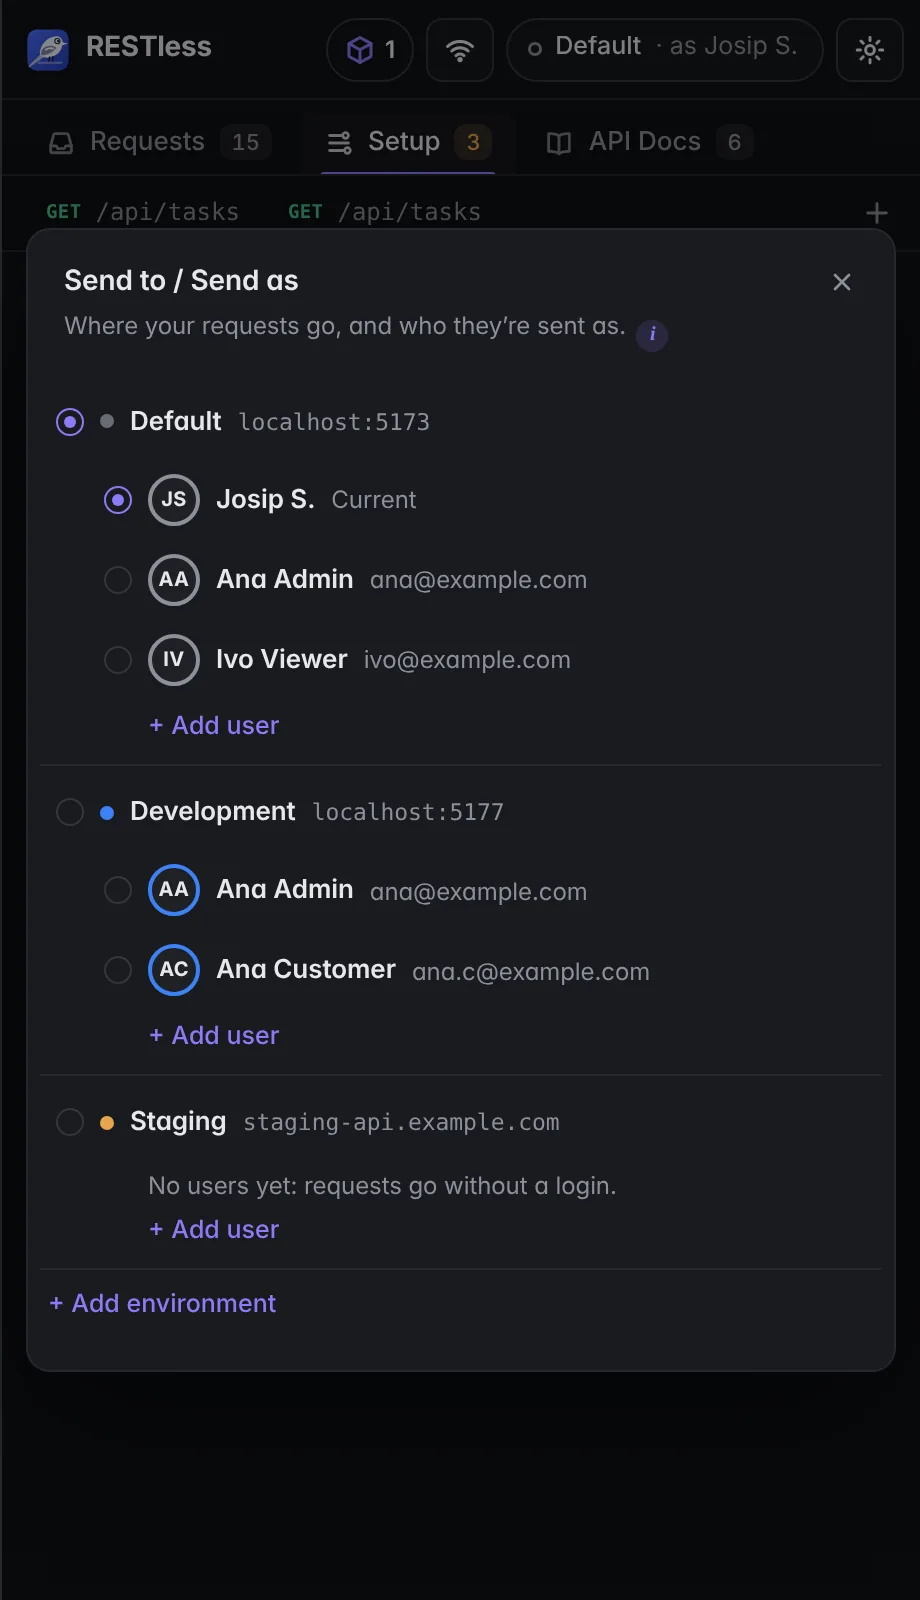 RESTless
1
Default · as Josip S.
Requests 15
Setup 3
API Docs 6
GET /api/tasks
GET /api/tasks
+
Send to / Send as
Where your requests go, and who they’re sent as. i
Default localhost:5173
JS Josip S. Current
AA Ana Admin ana@example.com
IV Ivo Viewer ivo@example.com
+ Add user
Development localhost:5177
AA Ana Admin ana@example.com
AC Ana Customer ana.c@example.com
+ Add user
Staging staging-api.example.com
No users yet: requests go without a login.
+ Add user
+ Add environment